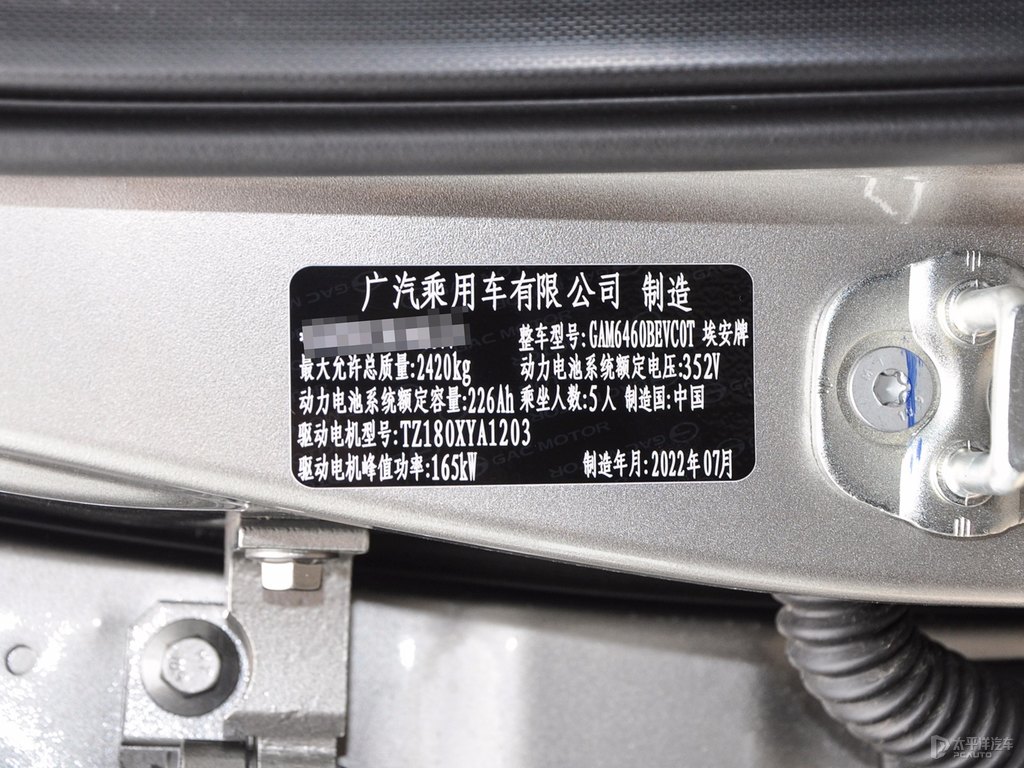 广汽乘用车有限公司 制造
整车型号:GAM6460BEVC0T 埃安牌
最大允许总质量:2420kg 动力电池系统额定电压:352V
动力电池系统额定容量:226Ah 乘坐人数:5人 制造国:中国
驱动电机型号:TZ180XYA1203
驱动电机峰值功率:165kW 制造年月:2022年07月
GAC MOTOR
太平洋汽车
PCAUTO